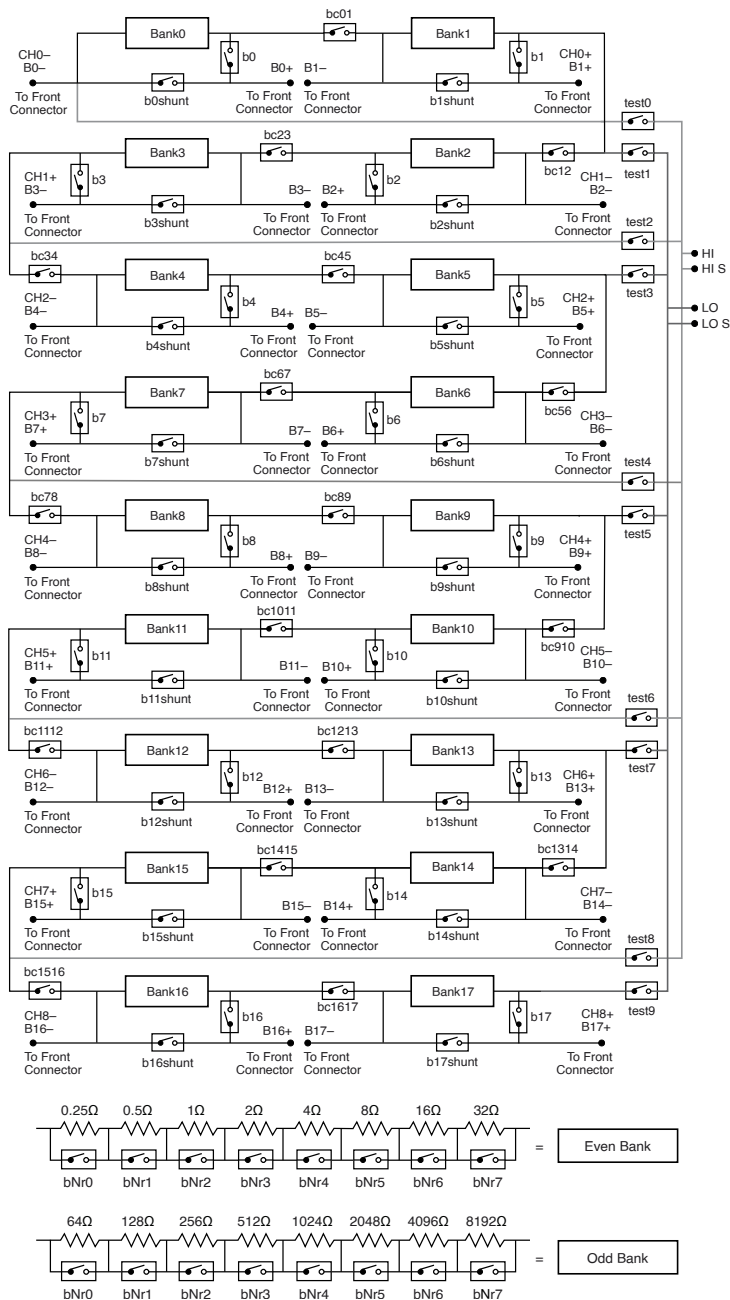 bc01
Bank0 Bank1
CH0– b0 b1 CH0+
B0– B0+ B1– B1+
To Front Connector b0shunt To Front Connector To Front Connector b1shunt To Front Connector
test0
bc23
Bank3 Bank2 bc12
test1
CH1+ b3 b2 CH1–
B3– B3– B2+ B2–
To Front Connector b3shunt To Front Connector To Front Connector b2shunt To Front Connector
test2
HI
HI S
bc34 bc45
Bank4 Bank5
test3
CH2– b4 b5 CH2+
B4– B4+ B5– B5+
LO
LO S
To Front Connector b4shunt To Front Connector To Front Connector b5shunt To Front Connector
bc67
Bank7 Bank6
bc56
CH3+ b7 b6 CH3–
B7+ B7– B6+ B6–
To Front Connector b7shunt To Front Connector To Front Connector b6shunt To Front Connector
test4
bc78 bc89
Bank8 Bank9
test5
CH4– b8 b9 CH4+
B8– B8+ B9– B9+
To Front Connector b8shunt To Front Connector To Front Connector b9shunt To Front Connector
bc1011
Bank11 Bank10
bc910
CH5+ b11 b10 CH5–
B11+ B11– B10+ B10–
To Front Connector b11shunt To Front Connector To Front Connector b10shunt To Front Connector
test6
bc1112 bc1213
Bank12 Bank13
test7
CH6– b12 b13 CH6+
B12– B12+ B13– B13+
To Front Connector b12shunt To Front Connector To Front Connector b13shunt To Front Connector
bc1415 bc1314
Bank15 Bank14
CH7+ b15 b14 CH7–
B15+ B15– B14+ B14–
To Front Connector b15shunt To Front Connector To Front Connector b14shunt To Front Connector
test8
bc1516
Bank16 Bank17
bc1617
test9
CH8– b16 b17 CH8+
B16– B16+ B17– B17+
To Front Connector b16shunt To Front Connector To Front Connector b17shunt To Front Connector
0.25Ω 0.5Ω 1Ω 2Ω 4Ω 8Ω 16Ω 32Ω
= Even Bank
bNr0 bNr1 bNr2 bNr3 bNr4 bNr5 bNr6 bNr7
64Ω 128Ω 256Ω 512Ω 1024Ω 2048Ω 4096Ω 8192Ω
= Odd Bank
bNr0 bNr1 bNr2 bNr3 bNr4 bNr5 bNr6 bNr7